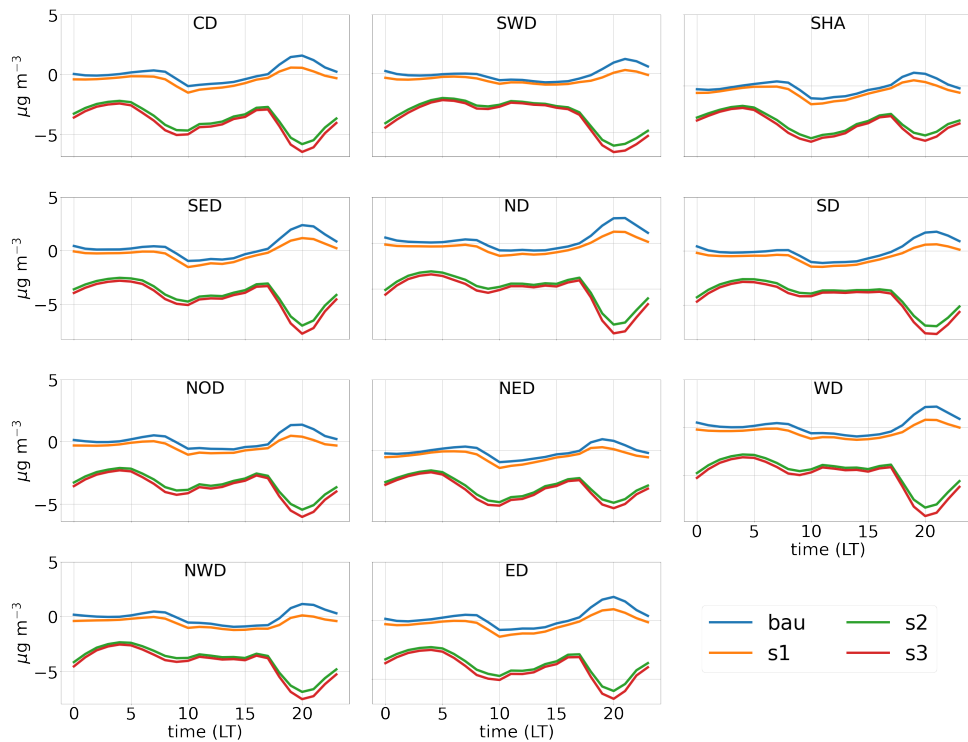 5
CD
SWD
SHA
0
−5
μg m⁻³
5
SED
ND
SD
0
−5
μg m⁻³
5
NOD
NED
WD
0
−5
μg m⁻³
0 5 10 15 20
time (LT)
5
NWD
ED
0
−5
μg m⁻³
0 5 10 15 20
time (LT)
0 5 10 15 20
time (LT)
bau s2
s1 s3